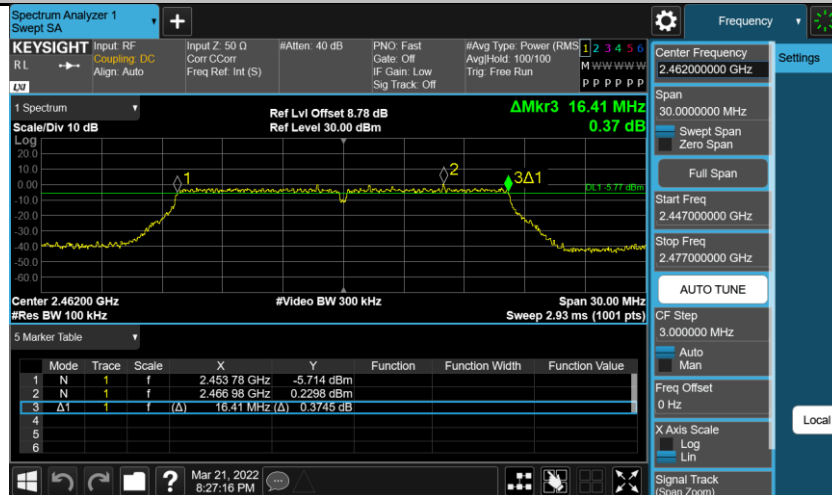 Spectrum Analyzer 1
Swept SA
Frequency
KEYSIGHT
RL
LXI
Input: RF
Coupling: DC
Align: Auto
Input Z: 50 Ω
Corr CCorr
Freq Ref: Int (S)
#Atten: 40 dB
PNO: Fast
Gate: Off
IF Gain: Low
Sig Track: Off
#Avg Type: Power (RMS
Avg|Hold: 100/100
Trig: Free Run
1 2 3 4 5 6
M W W W W W
P P P P P P
1 Spectrum
Scale/Div 10 dB
Ref Lvl Offset 8.78 dB
Ref Level 30.00 dBm
ΔMkr3 16.41 MHz
0.37 dB
Log
20.0
10.0
0.00
-10.0
-20.0
-30.0
-40.0
-50.0
-60.0
1
2
3Δ1
DL1 -5.77 dBm
Center 2.46200 GHz
#Video BW 300 kHz
Span 30.00 MHz
#Res BW 100 kHz
Sweep 2.93 ms (1001 pts)
5 Marker Table
Mode Trace Scale X Y Function Function Width Function Value
1 N 1 f 2.453 78 GHz -5.714 dBm
2 N 1 f 2.466 98 GHz 0.2298 dBm
3 Δ1 1 f (Δ) 16.41 MHz (Δ) 0.3745 dB
4
5
6
Mar 21, 2022
8:27:16 PM
?
Center Frequency
2.462000000 GHz
Settings
Span
30.0000000 MHz
Swept Span
Zero Span
Full Span
Start Freq
2.447000000 GHz
Stop Freq
2.477000000 GHz
AUTO TUNE
CF Step
3.000000 MHz
Auto
Man
Freq Offset
0 Hz
X Axis Scale
Log
Lin
Local
Signal Track
(Span Zoom)